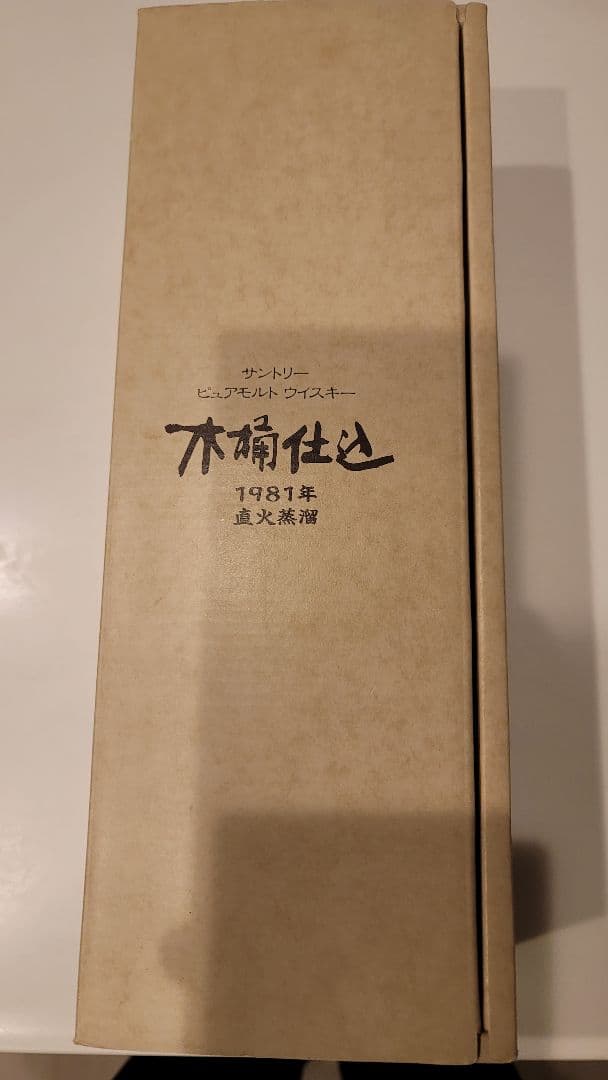 サントリー
ピュアモルト ウイスキー
木桶仕込
1981年
直火蒸溜